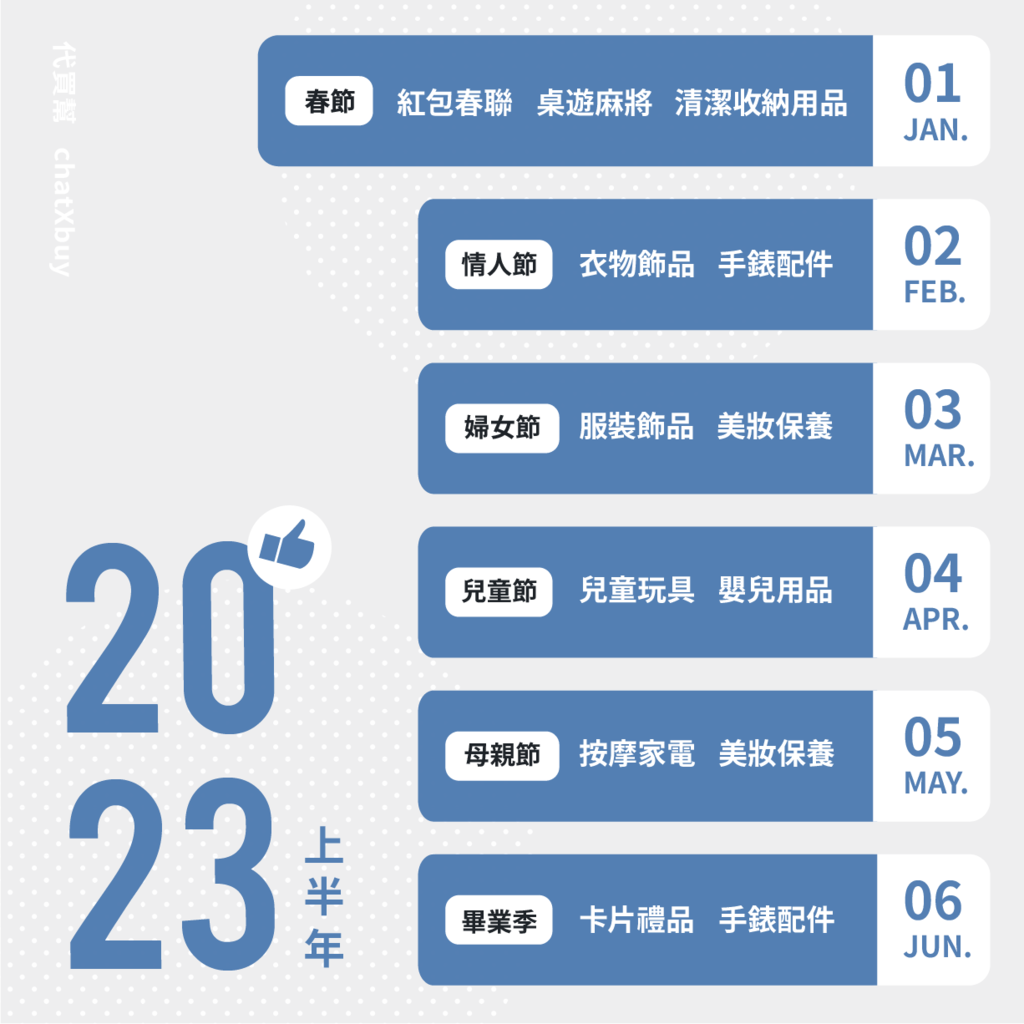 代買幫 chatXbuy
春節 紅包春聯 桌遊麻將 清潔收納用品
01
JAN.
情人節 衣物飾品 手錶配件
02
FEB.
婦女節 服裝飾品 美妝保養
03
MAR.
兒童節 兒童玩具 嬰兒用品
04
APR.
母親節 按摩家電 美妝保養
05
MAY.
畢業季 卡片禮品 手錶配件
06
JUN.
20
23
上半年